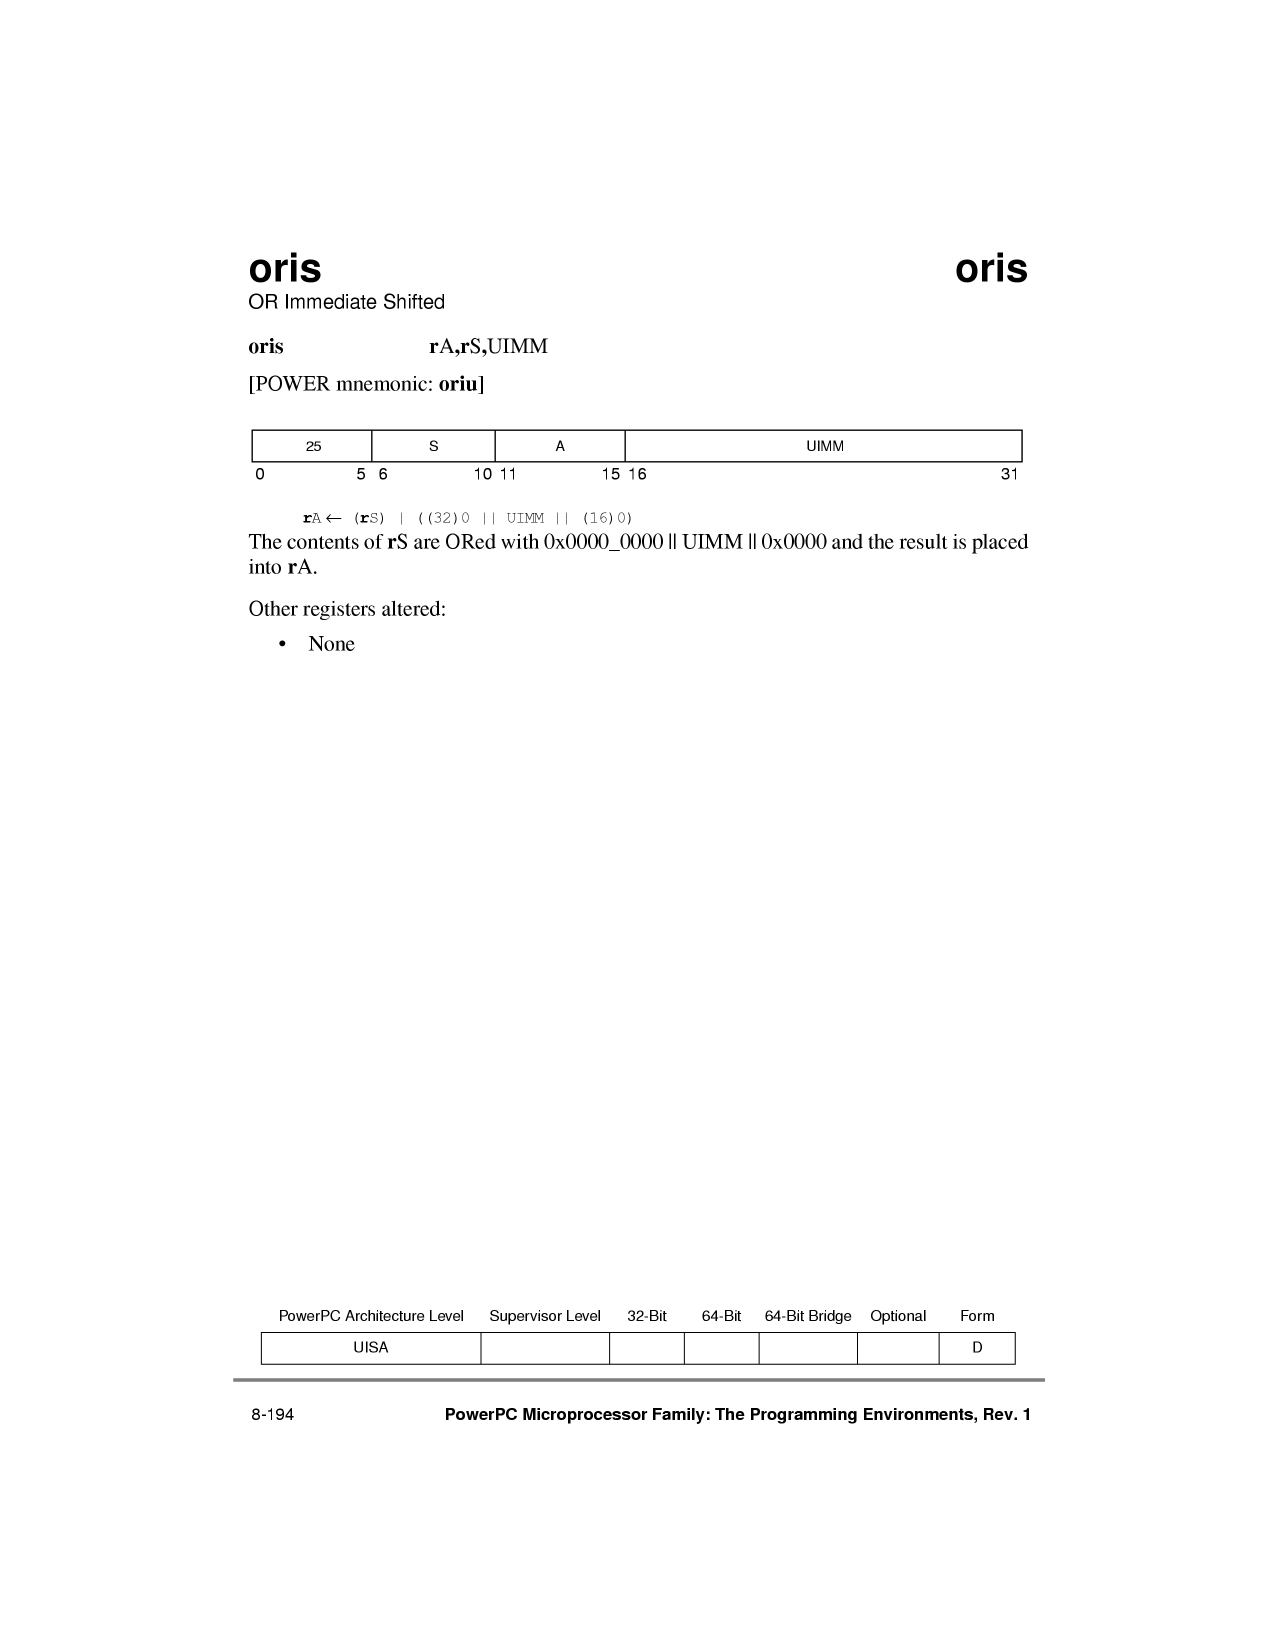 oris oris
OR Immediate Shifted
oris rA,rS,UIMM
[POWER mnemonic: oriu]
25 S A UIMM
0 5 6 10 11 15 16 31
rA ← (rS) | ((32)0 || UIMM || (16)0)
The contents of rS are ORed with 0x0000_0000 || UIMM || 0x0000 and the result is placed
into rA.
Other registers altered:
• None
PowerPC Architecture Level Supervisor Level 32-Bit 64-Bit 64-Bit Bridge Optional Form
UISA D
8-194 PowerPC Microprocessor Family: The Programming Environments, Rev. 1